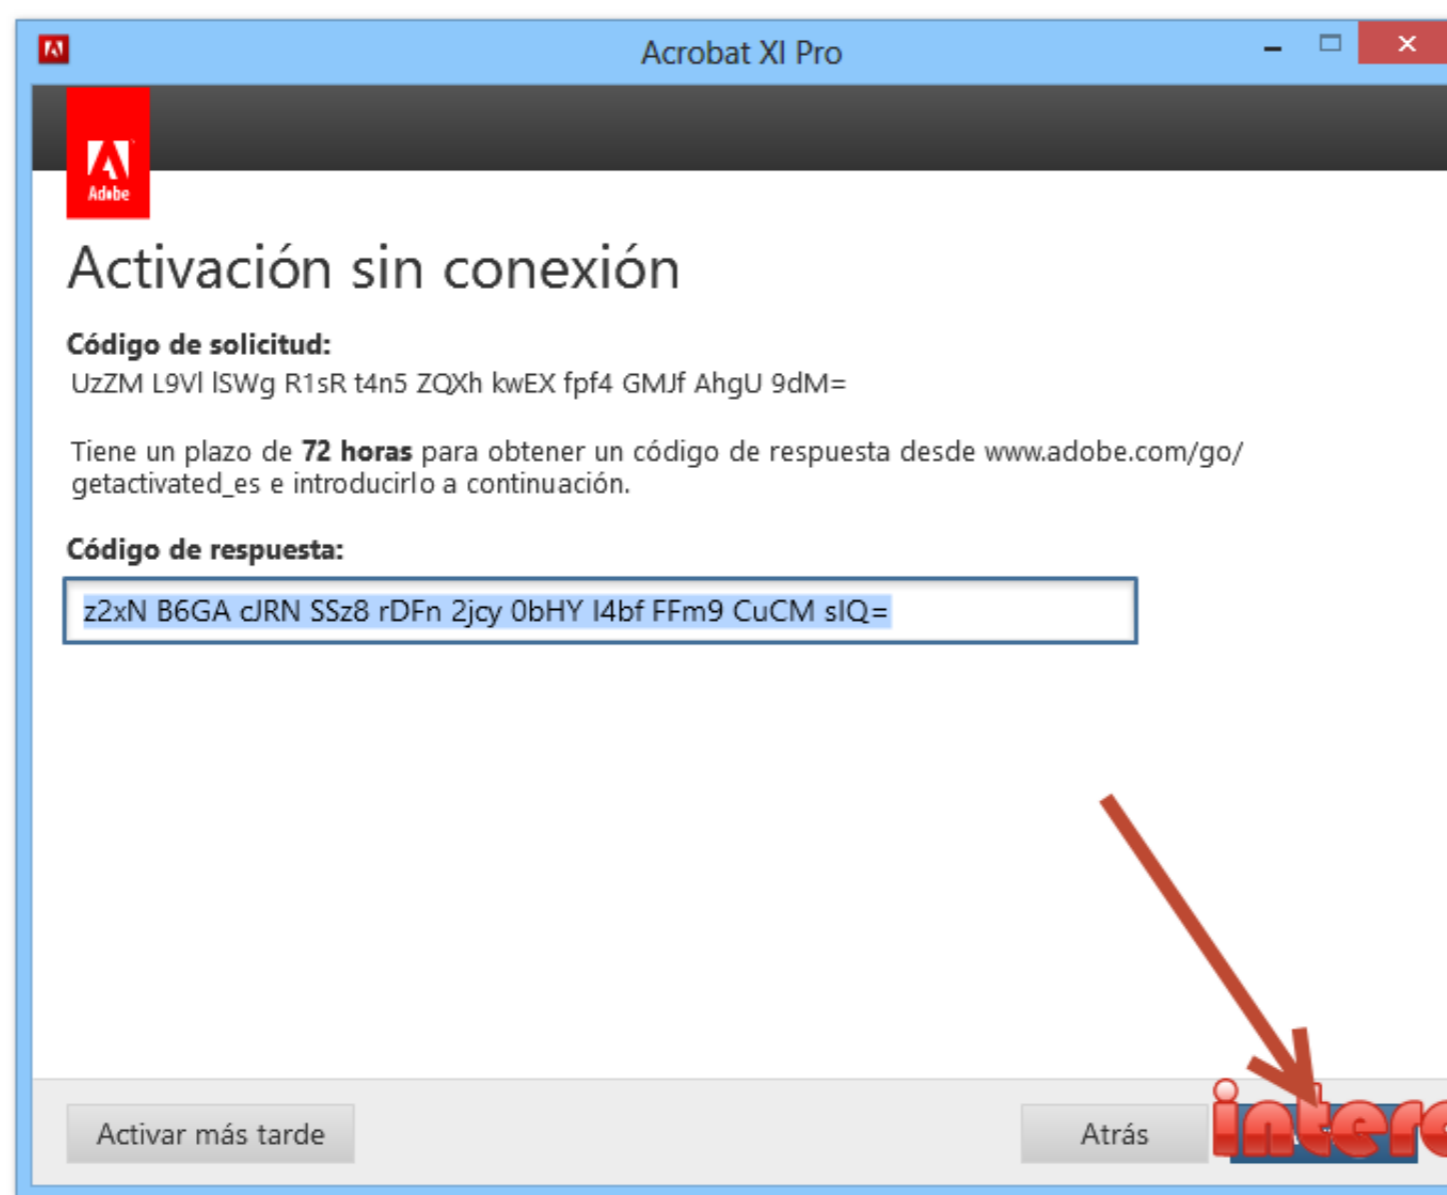 Acrobat XI Pro
Adobe
Activación sin conexión
Código de solicitud:
UzZM L9Vl lSWg R1sR t4n5 ZQXh kwEX fpf4 GMJf AhgU 9dM=
Tiene un plazo de 72 horas para obtener un código de respuesta desde www.adobe.com/go/
getactivated_es e introducirlo a continuación.
Código de respuesta:
z2xN B6GA cJRN SSz8 rDFn 2jcy 0bHY I4bf FFm9 CuCM sIQ=
Activar más tarde
Atrás
interc